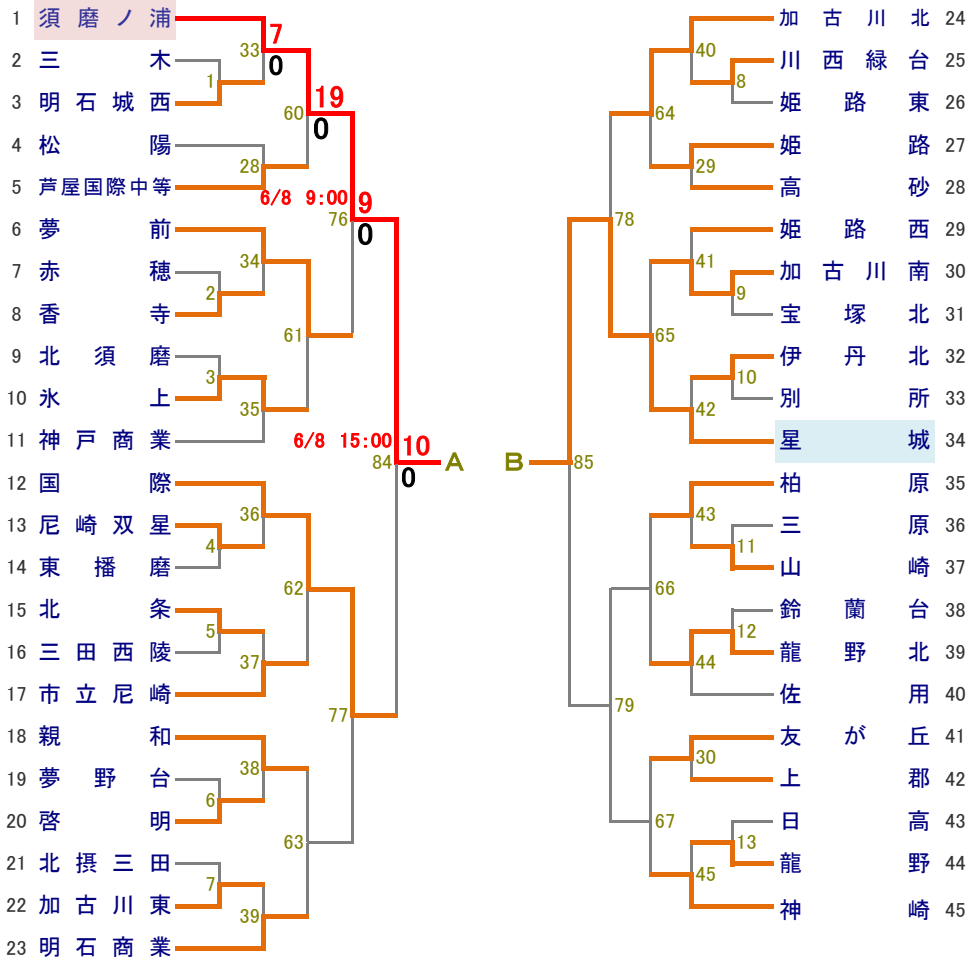 1 須磨ノ浦
2 三木
3 明石城西
4 松陽
5 芦屋国際中等
6 夢前
7 赤穂
8 香寺
9 北須磨
10 氷上
11 神戸商業
12 国際
13 尼崎双星
14 東播磨
15 北条
16 三田西陵
17 市立尼崎
18 親和
19 夢野台
20 啓明
21 北摂三田
22 加古川東
23 明石商業
1
28
2
3
4
5
6
7
33
34
35
36
37
38
39
60
61
62
63
76
77
84
7
0
19
0
6/8 9:00
9
0
6/8 15:00
10
0
A
B
85
78
79
64
65
66
67
40
29
41
42
43
44
30
45
8
9
10
11
12
13
加古川北 24
川西緑台 25
姫路東 26
姫路 27
高砂 28
姫路西 29
加古川南 30
宝塚北 31
伊丹北 32
別所 33
星城 34
柏原 35
三原 36
山崎 37
鈴蘭台 38
龍野北 39
佐用 40
友が丘 41
上郡 42
日高 43
龍野 44
神崎 45